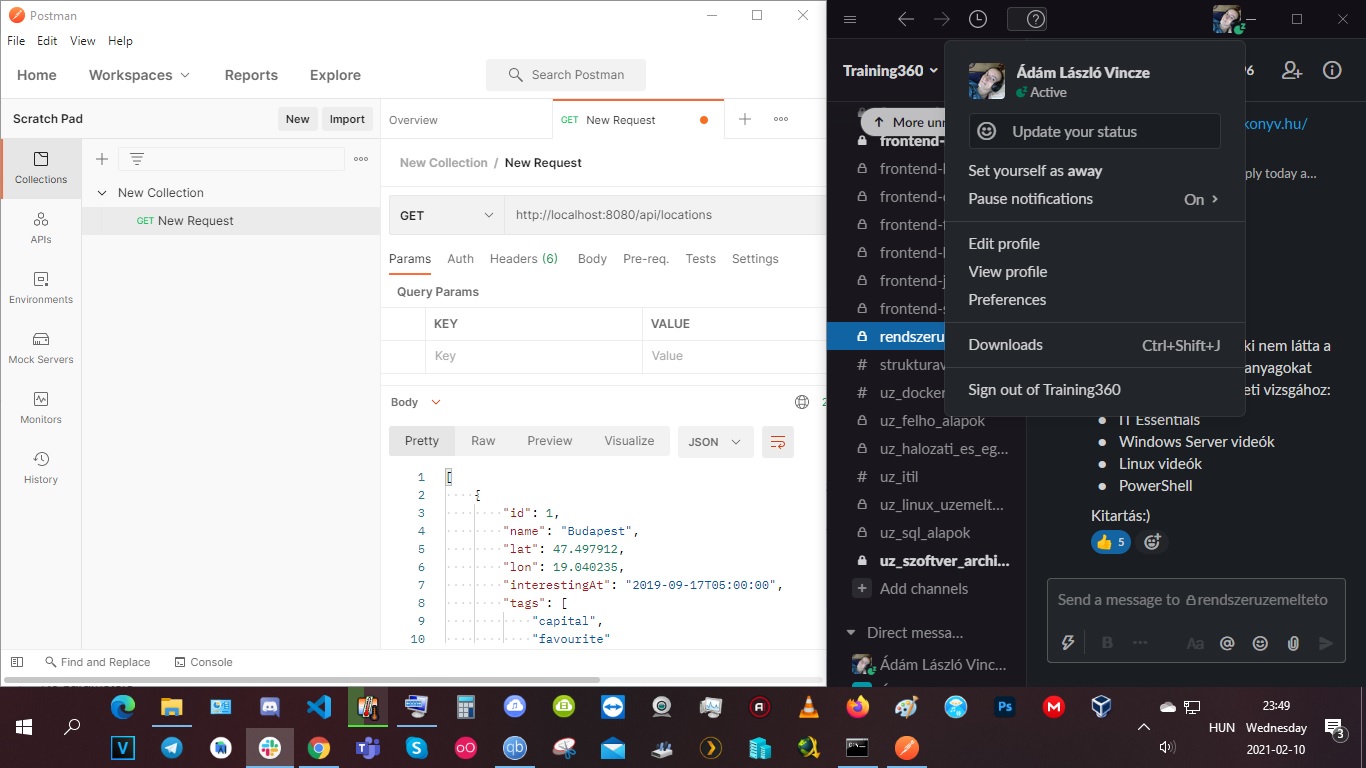 Postman
File Edit View Help
Home Workspaces Reports Explore Search Postman
Scratch Pad New Import
Overview GET New Request
Collections
APIs
Environments
Mock Servers
Monitors
History
New Collection
GET New Request
New Collection / New Request
GET http://localhost:8080/api/locations
Params Auth Headers (6) Body Pre-req. Tests Settings
Query Params
KEY VALUE
Key Value
Body
Pretty Raw Preview Visualize JSON
1 [
2 {
3 "id": 1,
4 "name": "Budapest",
5 "lat": 47.497912,
6 "lon": 19.040235,
7 "interestingAt": "2019-09-17T05:00:00",
8 "tags": [
9 "capital",
10 "favourite"
Find and Replace Console
Training360
More unr
frontend-
frontend-
frontend-
frontend-
frontend-
frontend-j
frontend-s
rendszeru
# strukturav
# uz_docker
uz_felho_alapok
uz_halozati_es_eg...
# uz_itil
uz_linux_uzemelt...
uz_sql_alapok
uz_szoftver_archi...
Add channels
Direct messa...
Ádám László Vinc...
Ádám László Vincze
Active
Update your status
Set yourself as away
Pause notifications On
Edit profile
View profile
Preferences
Downloads Ctrl+Shift+J
Sign out of Training360
konyv.hu/
ply today a...
ki nem látta a
anyagokat
eti vizsgához:
IT Essentials
Windows Server videók
Linux videók
PowerShell
Kitartás:)
5
Send a message to rendszeruzemelteto
B Aa @
Ps
23:49
HUN Wednesday
2021-02-10
3